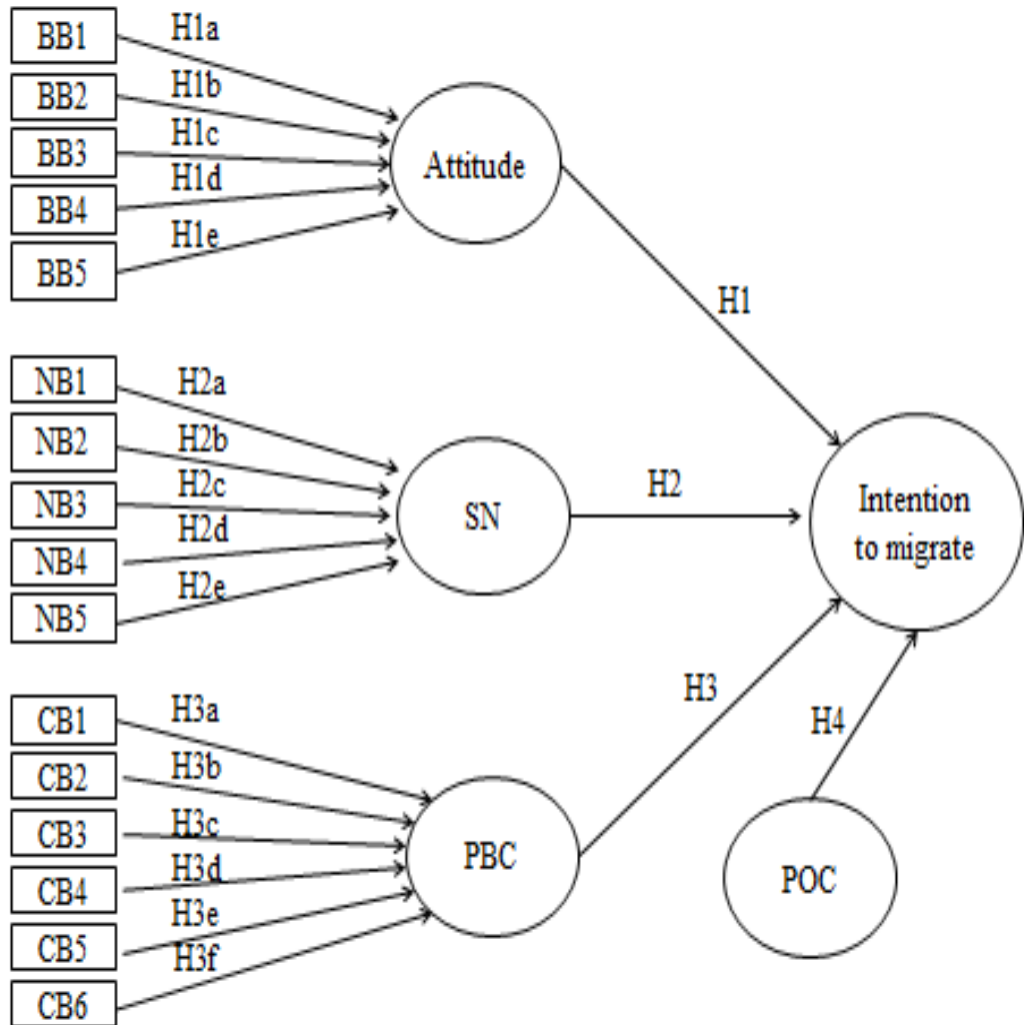 BB1
H1a
BB2
H1b
BB3
H1c
BB4
H1d
BB5
H1e
Attitude
H1
NB1
H2a
NB2
H2b
NB3
H2c
NB4
H2d
NB5
H2e
SN
H2
Intention
to migrate
CB1
H3a
CB2
H3b
CB3
H3c
CB4
H3d
CB5
H3e
CB6
H3f
PBC
H3
H4
POC